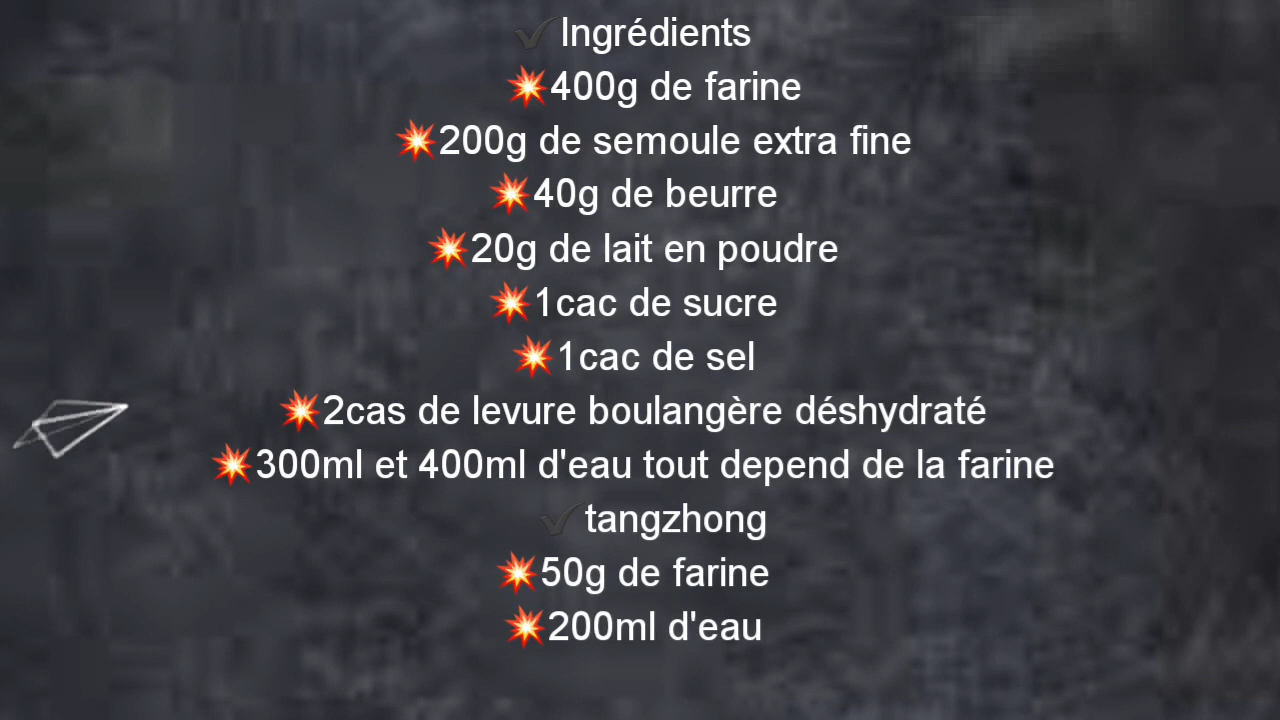 ✔ Ingrédients
💥400g de farine
💥200g de semoule extra fine
💥40g de beurre
💥20g de lait en poudre
💥1cac de sucre
💥1cac de sel
💥2cas de levure boulangère déshydraté
💥300ml et 400ml d'eau tout depend de la farine
✔ tangzhong
💥50g de farine
💥200ml d'eau